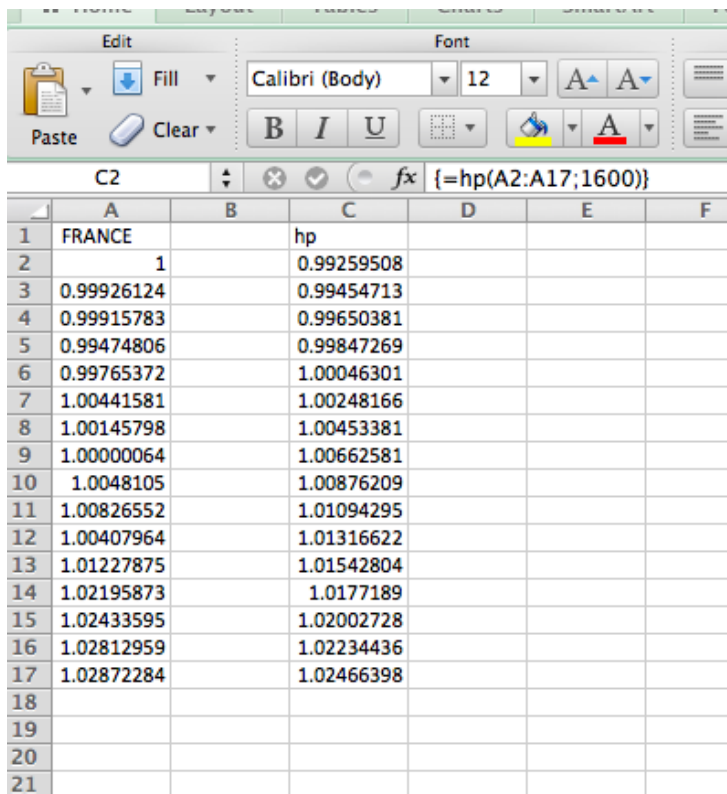 Edit Font
Fill Calibri (Body) 12 A A
Paste Clear B I U A
C2 fx {=hp(A2:A17;1600)}
A B C D E F
1 FRANCE hp
2 1 0.99259508
3 0.99926124 0.99454713
4 0.99915783 0.99650381
5 0.99474806 0.99847269
6 0.99765372 1.00046301
7 1.00441581 1.00248166
8 1.00145798 1.00453381
9 1.00000064 1.00662581
10 1.0048105 1.00876209
11 1.00826552 1.01094295
12 1.00407964 1.01316622
13 1.01227875 1.01542804
14 1.02195873 1.0177189
15 1.02433595 1.02002728
16 1.02812959 1.02234436
17 1.02872284 1.02466398
18
19
20
21